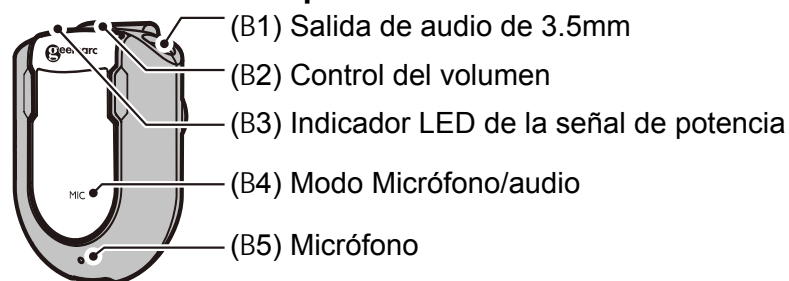 (B1) Salida de audio de 3.5mm
geemarc
(B2) Control del volumen
(B3) Indicador LED de la señal de potencia
MIC
(B4) Modo Micrófono/audio
(B5) Micrófono